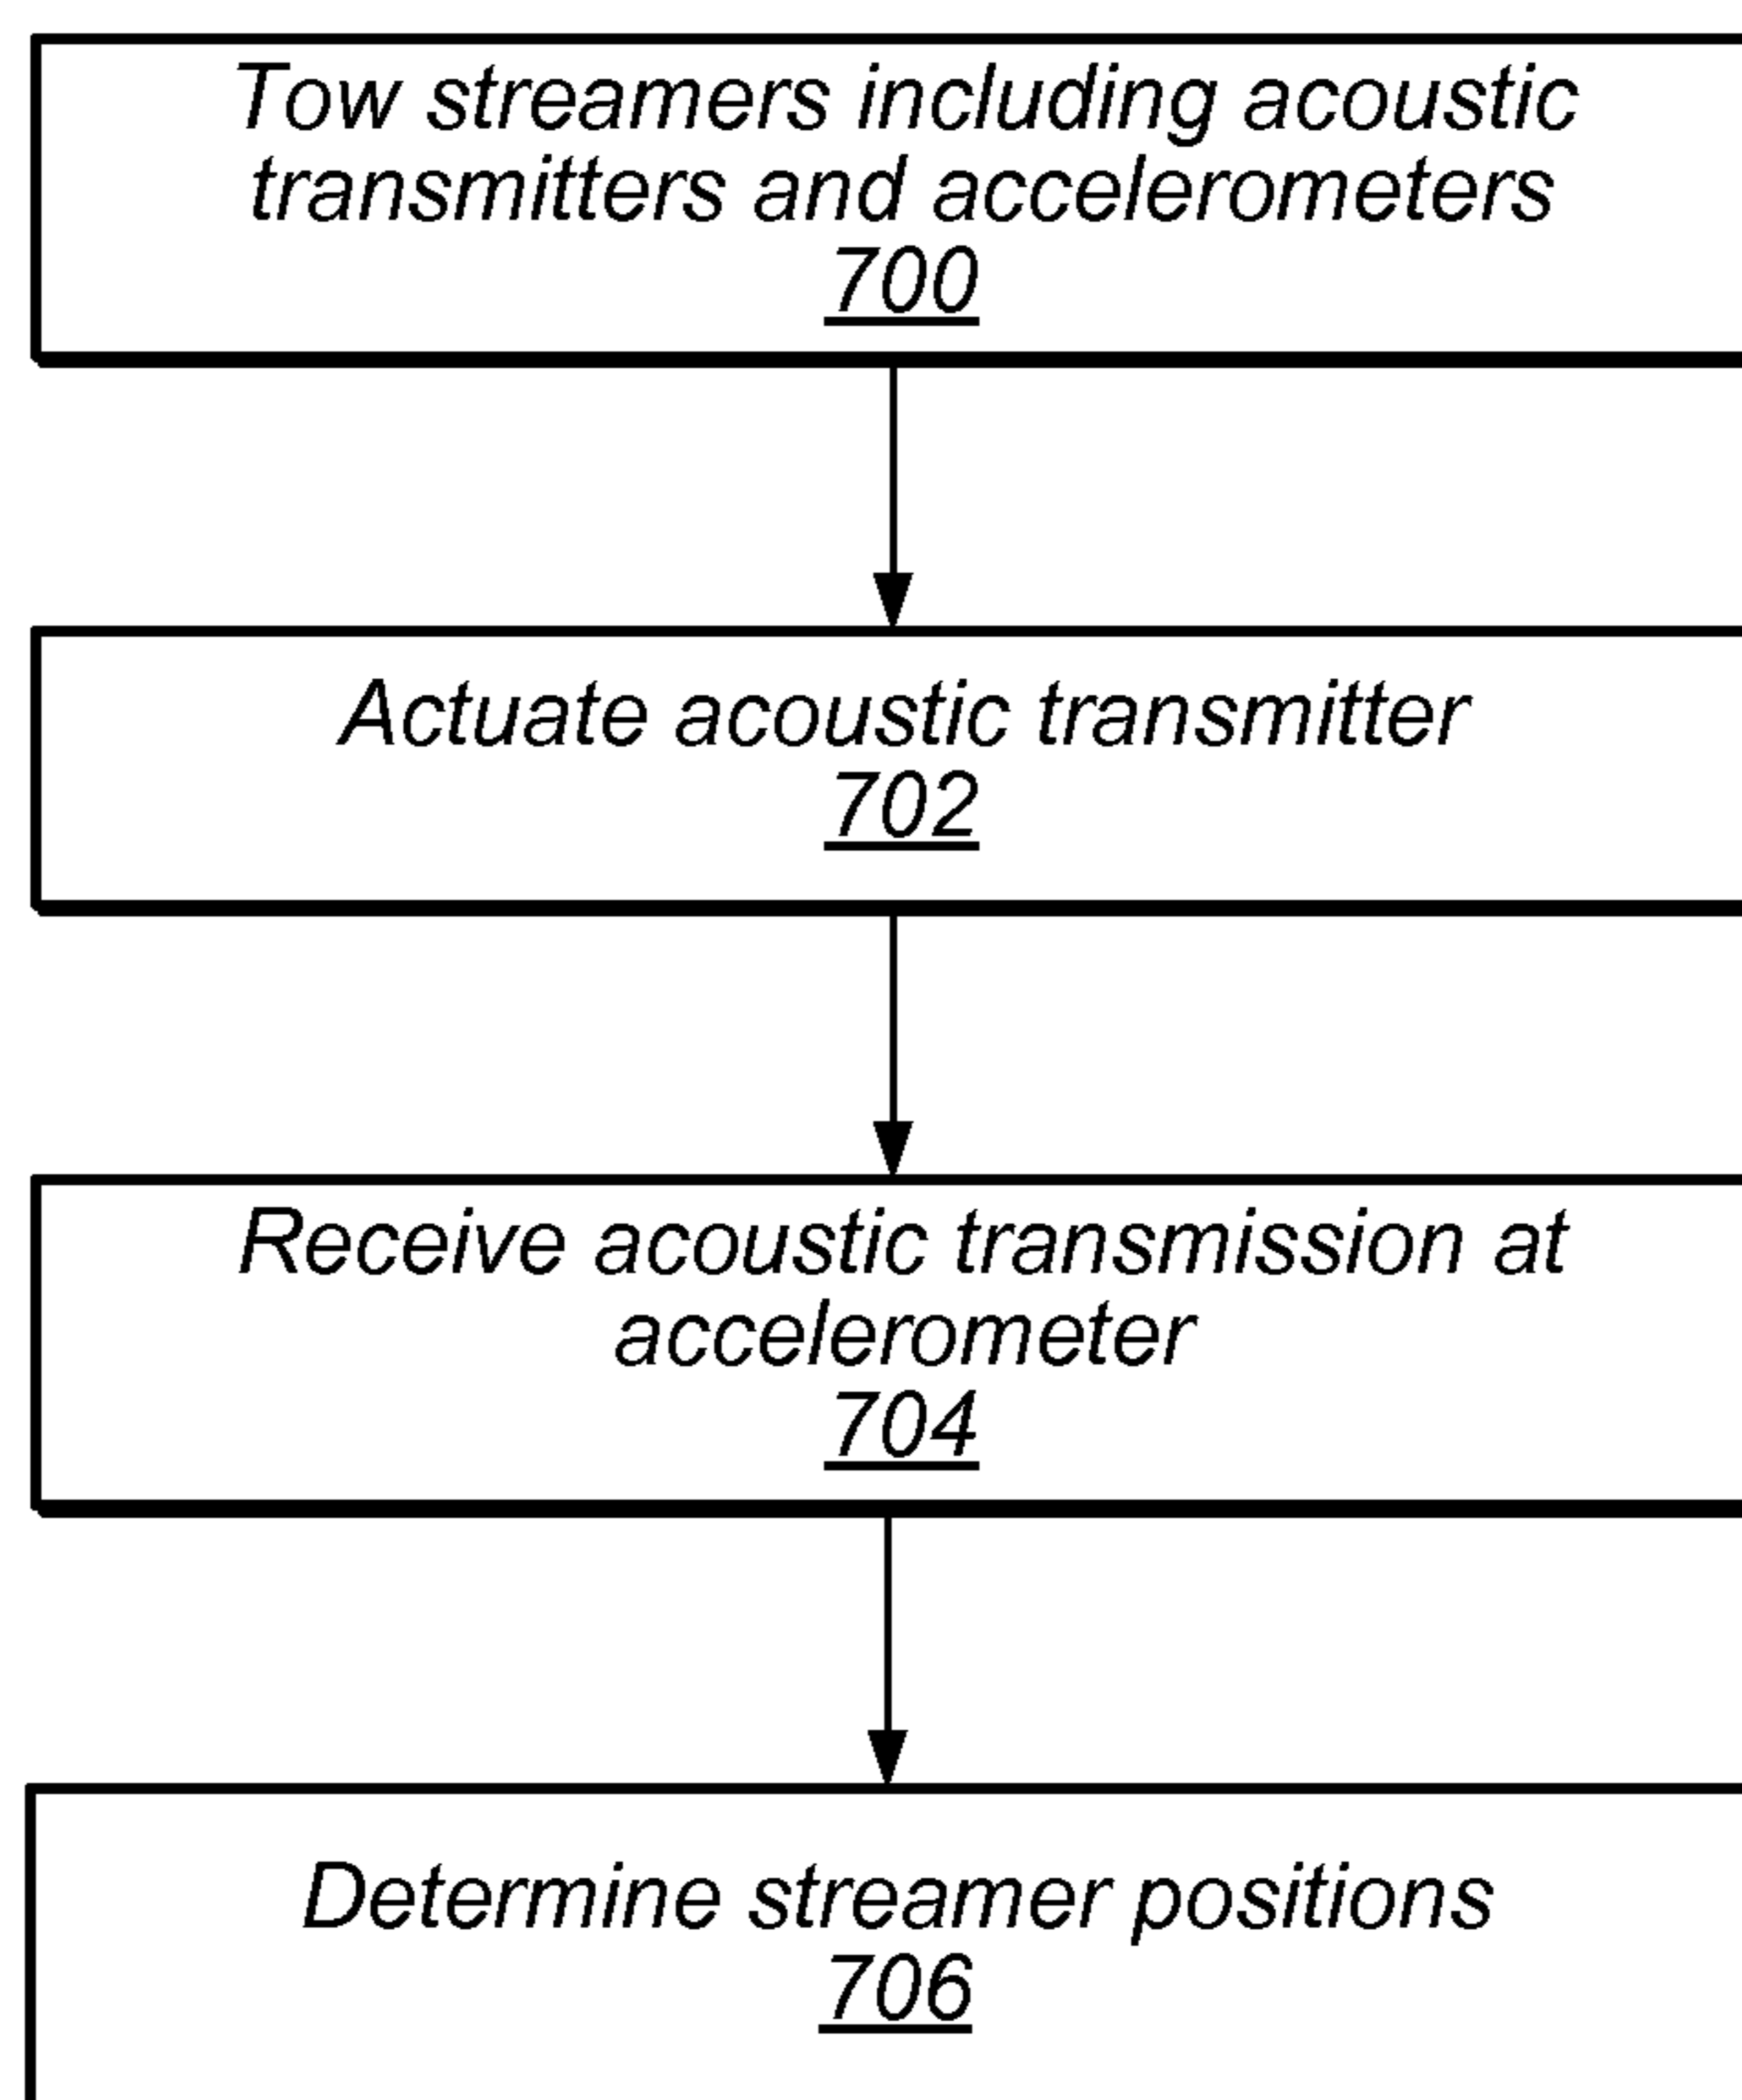 Tow streamers including acoustic
transmitters and accelerometers
700
Actuate acoustic transmitter
702
Receive acoustic transmission at
accelerometer
704
Determine streamer positions
706